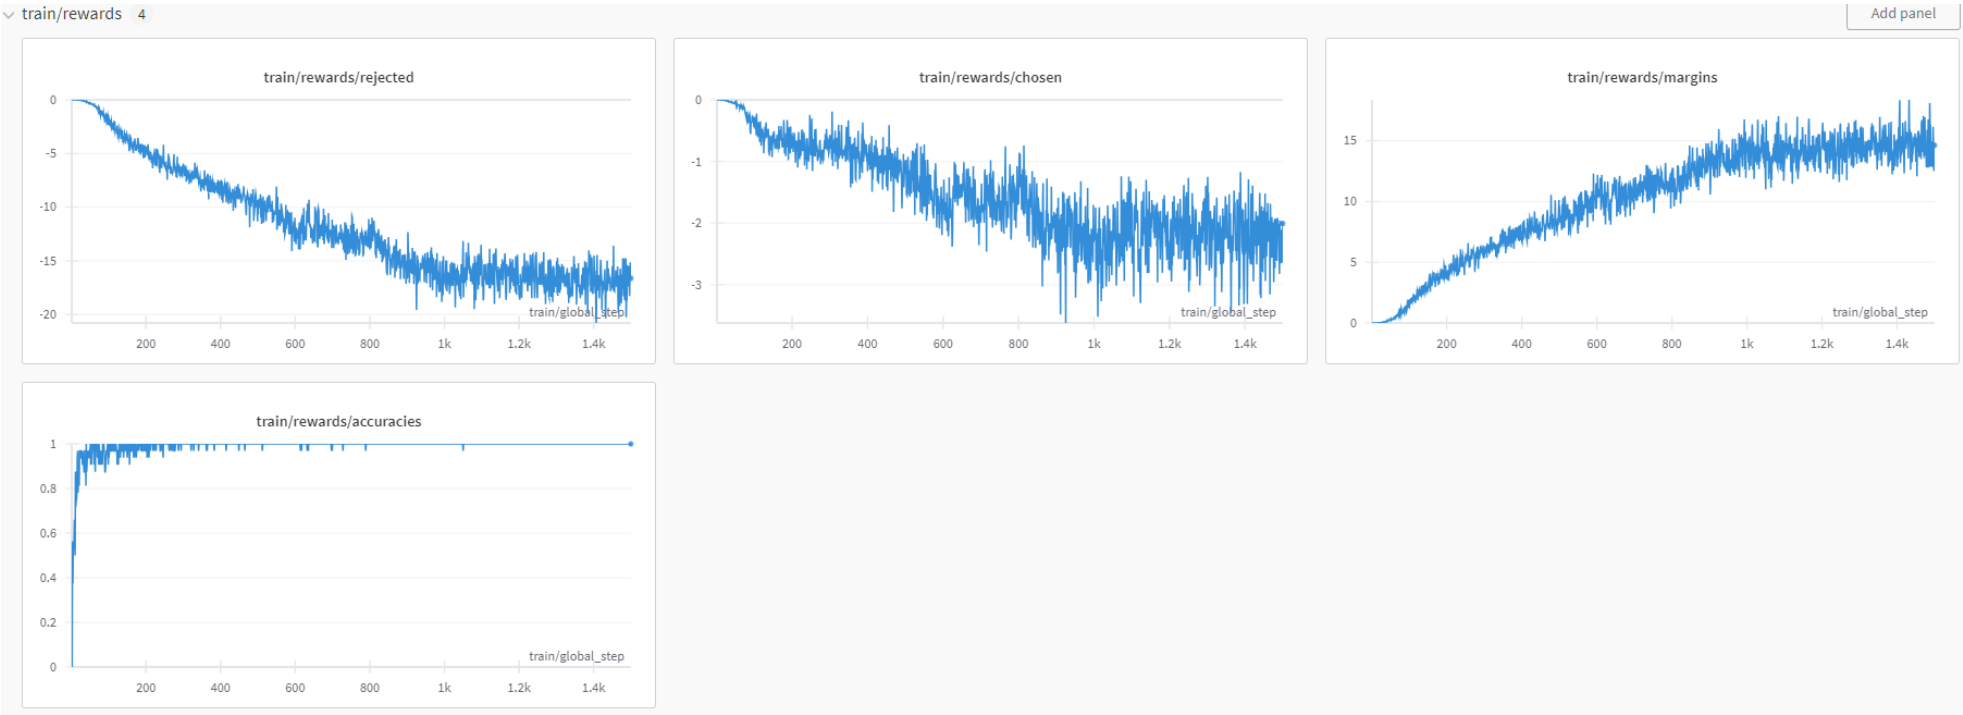 train/rewards 4
Add panel
train/rewards/rejected
0
-5
-10
-15
-20
train/global_step
200 400 600 800 1k 1.2k 1.4k
train/rewards/chosen
0
-1
-2
-3
train/global_step
200 400 600 800 1k 1.2k 1.4k
train/rewards/margins
15
10
5
0
train/global_step
200 400 600 800 1k 1.2k 1.4k
train/rewards/accuracies
1
0.8
0.6
0.4
0.2
0
train/global_step
200 400 600 800 1k 1.2k 1.4k